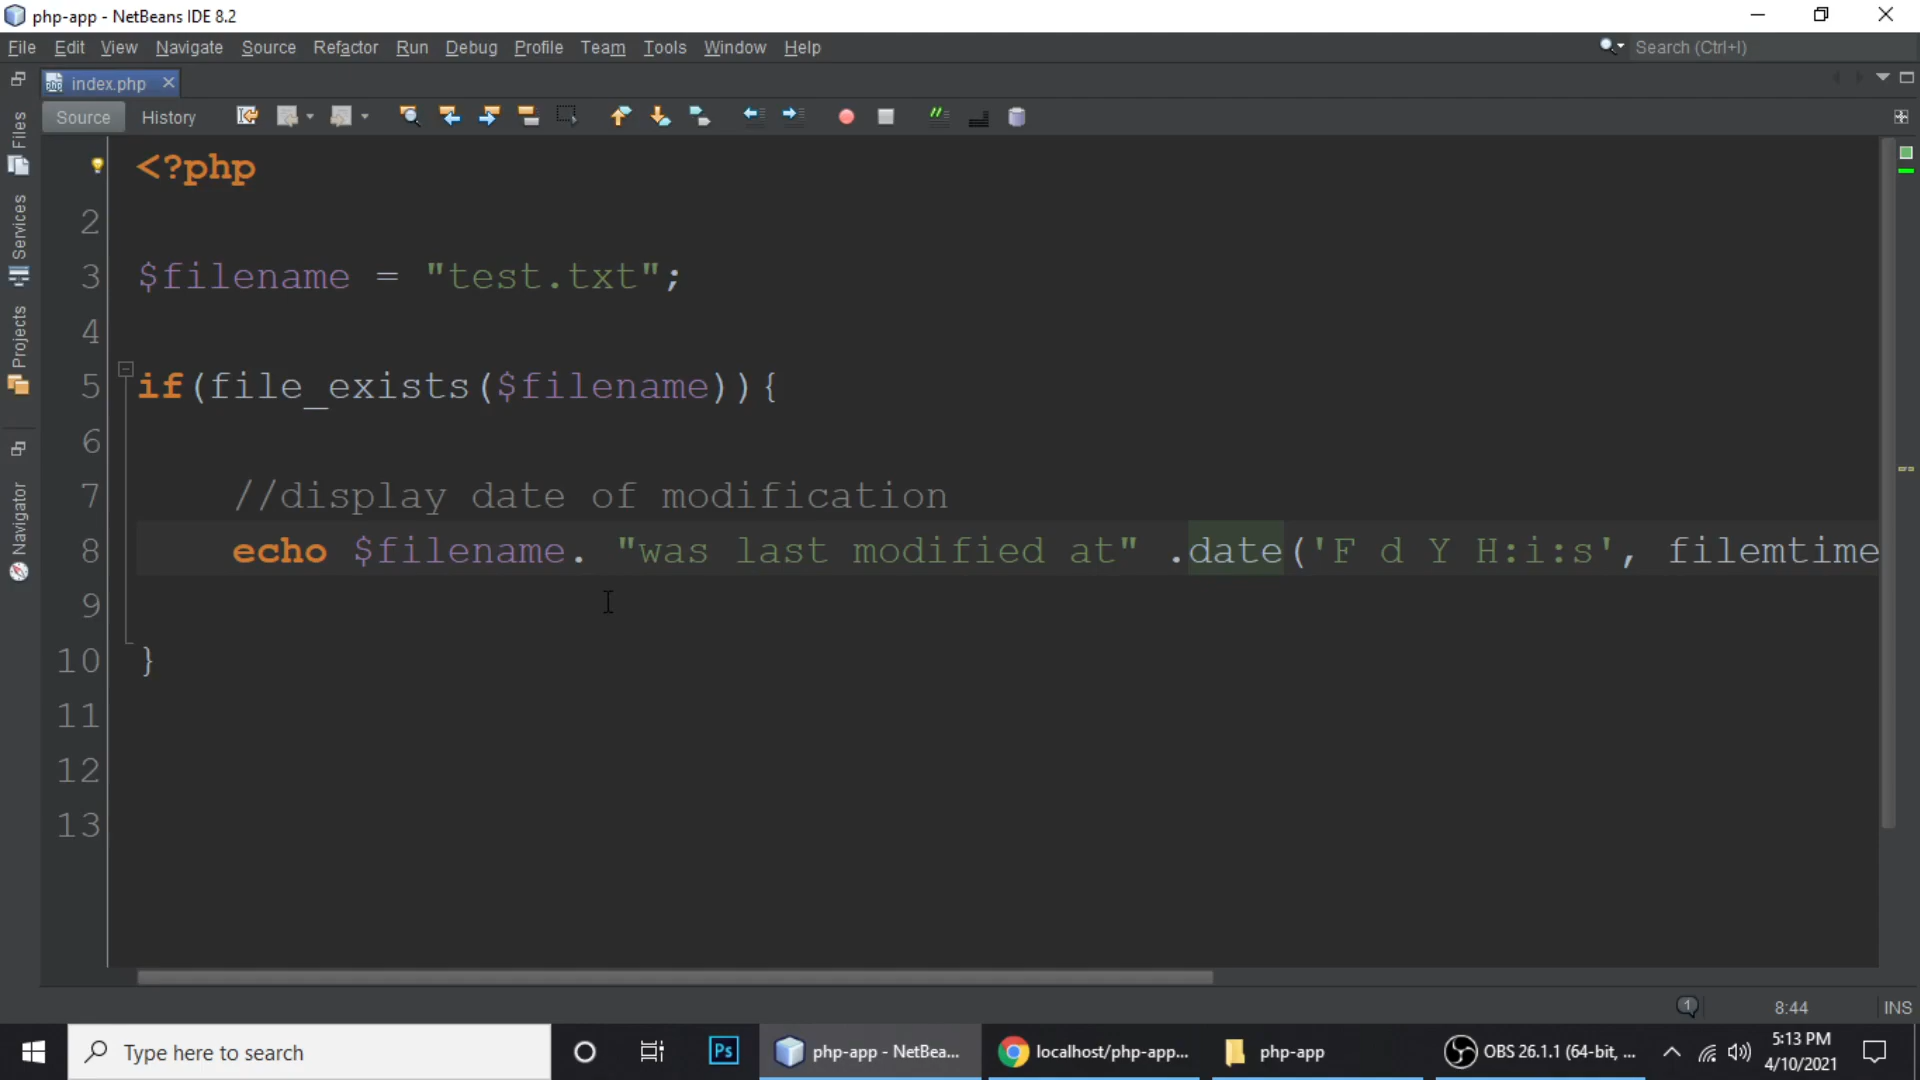 php-app - NetBeans IDE 8.2
File Edit View Navigate Source Refactor Run Debug Profile Team Tools Window Help
Search (Ctrl+I)
index.php
Source History
Files
Services
Projects
Navigator
<?php
2
3 $filename = "test.txt";
4
5 if(file_exists($filename)){
6
7 //display date of modification
8 echo $filename. "was last modified at" .date('F d Y H:i:s', filemtime
9
10 }
11
12
13
1 8:44 INS
Type here to search
Ps
php-app - NetBea...
localhost/php-app...
php-app
OBS 26.1.1 (64-bit, ...
5:13 PM
4/10/2021